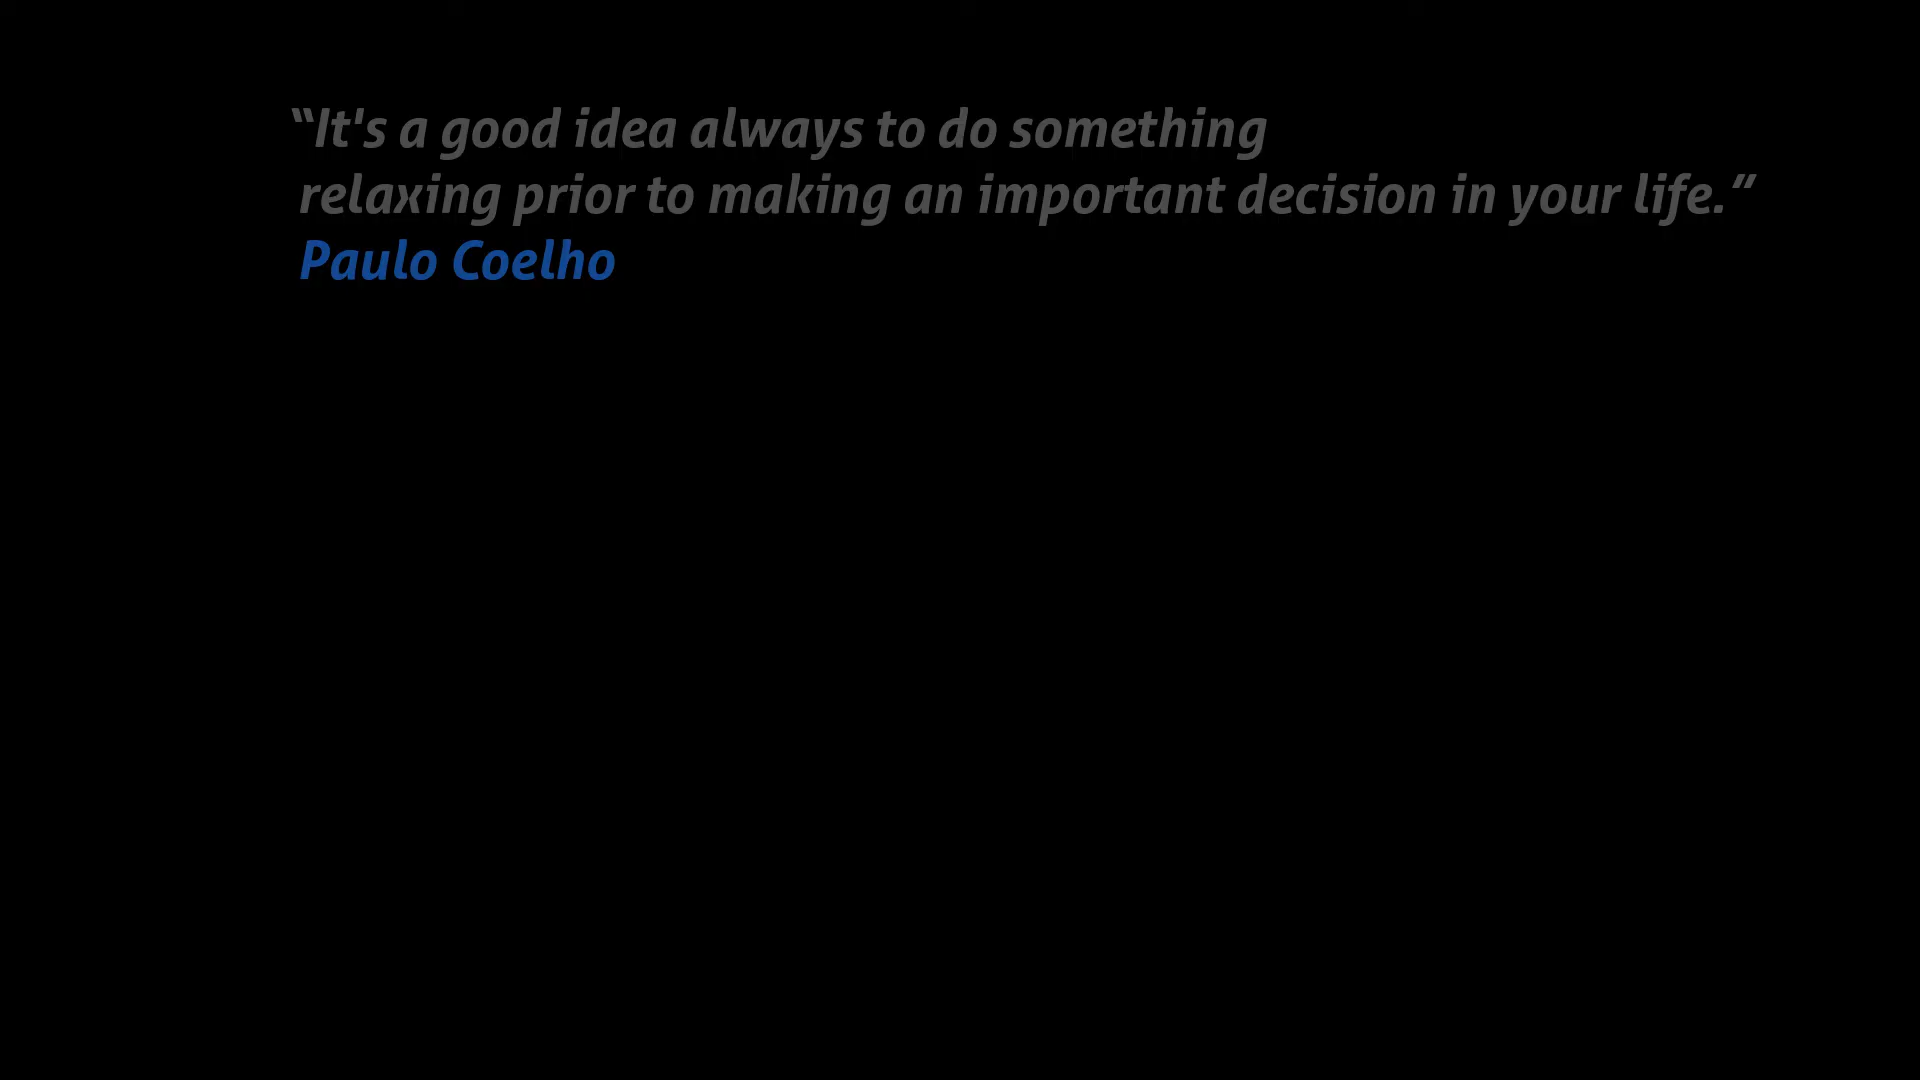 “It's a good idea always to do something
relaxing prior to making an important decision in your life.”
Paulo Coelho